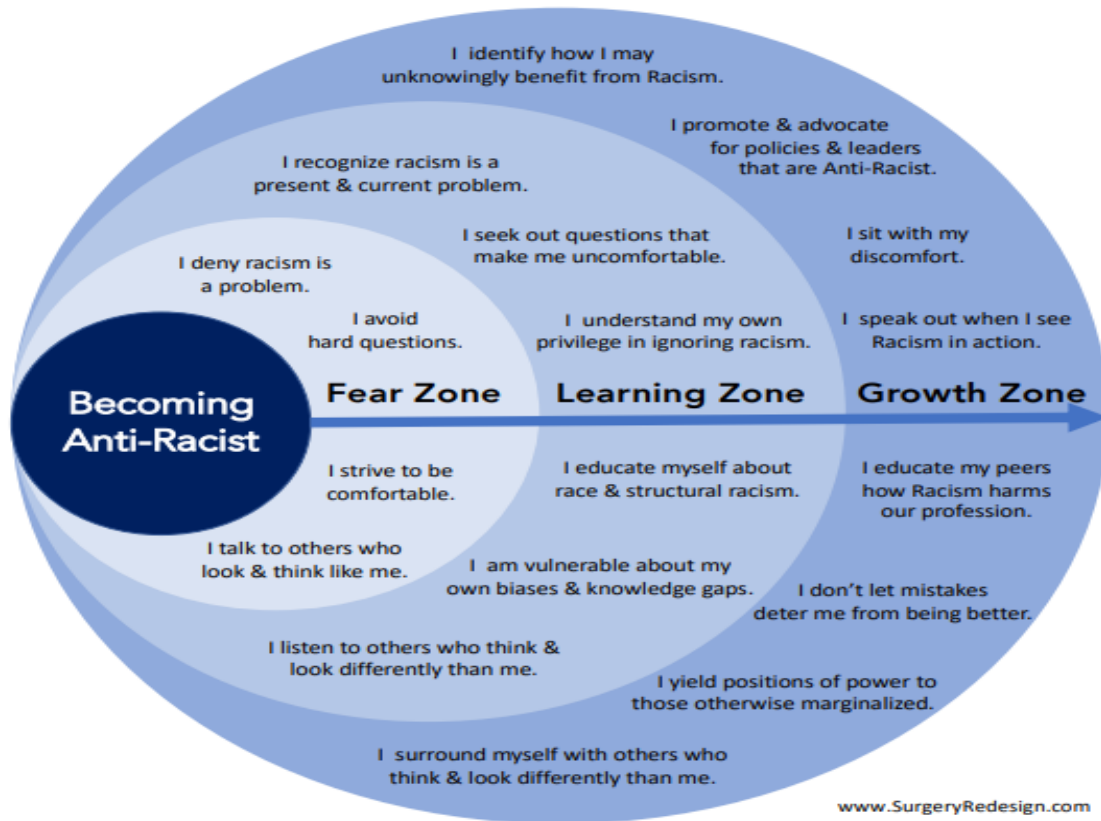 I identify how I may
unknowingly benefit from Racism.
I promote & advocate
for policies & leaders
that are Anti-Racist.
I recognize racism is a
present & current problem.
I seek out questions that
make me uncomfortable.
I sit with my
discomfort.
I deny racism is
a problem.
I avoid
hard questions.
I understand my own
privilege in ignoring racism.
I speak out when I see
Racism in action.
Becoming
Anti-Racist
Fear Zone
Learning Zone
Growth Zone
I strive to be
comfortable.
I educate myself about
race & structural racism.
I educate my peers
how Racism harms
our profession.
I talk to others who
look & think like me.
I am vulnerable about my
own biases & knowledge gaps.
I don't let mistakes
deter me from being better.
I listen to others who think &
look differently than me.
I yield positions of power to
those otherwise marginalized.
I surround myself with others who
think & look differently than me.
www.SurgeryRedesign.com